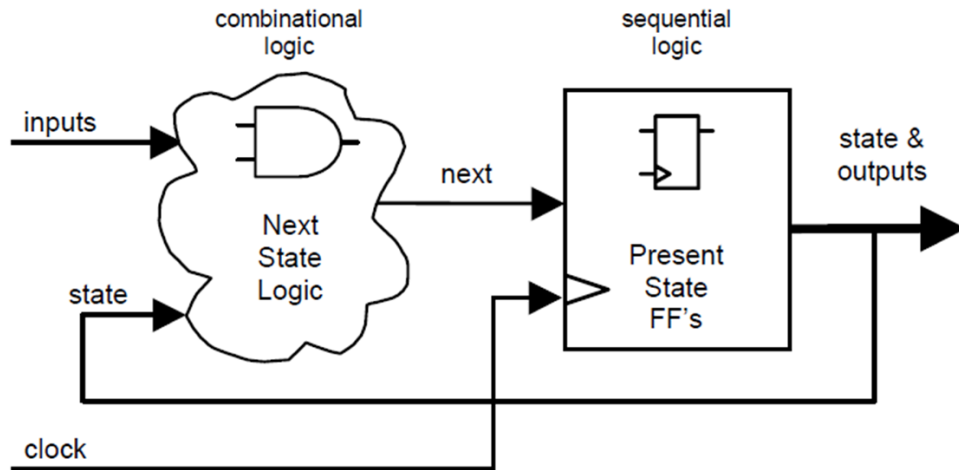 combinational
logic
sequential
logic
inputs
next
state &
outputs
Next
State
Logic
Present
State
FF's
state
clock